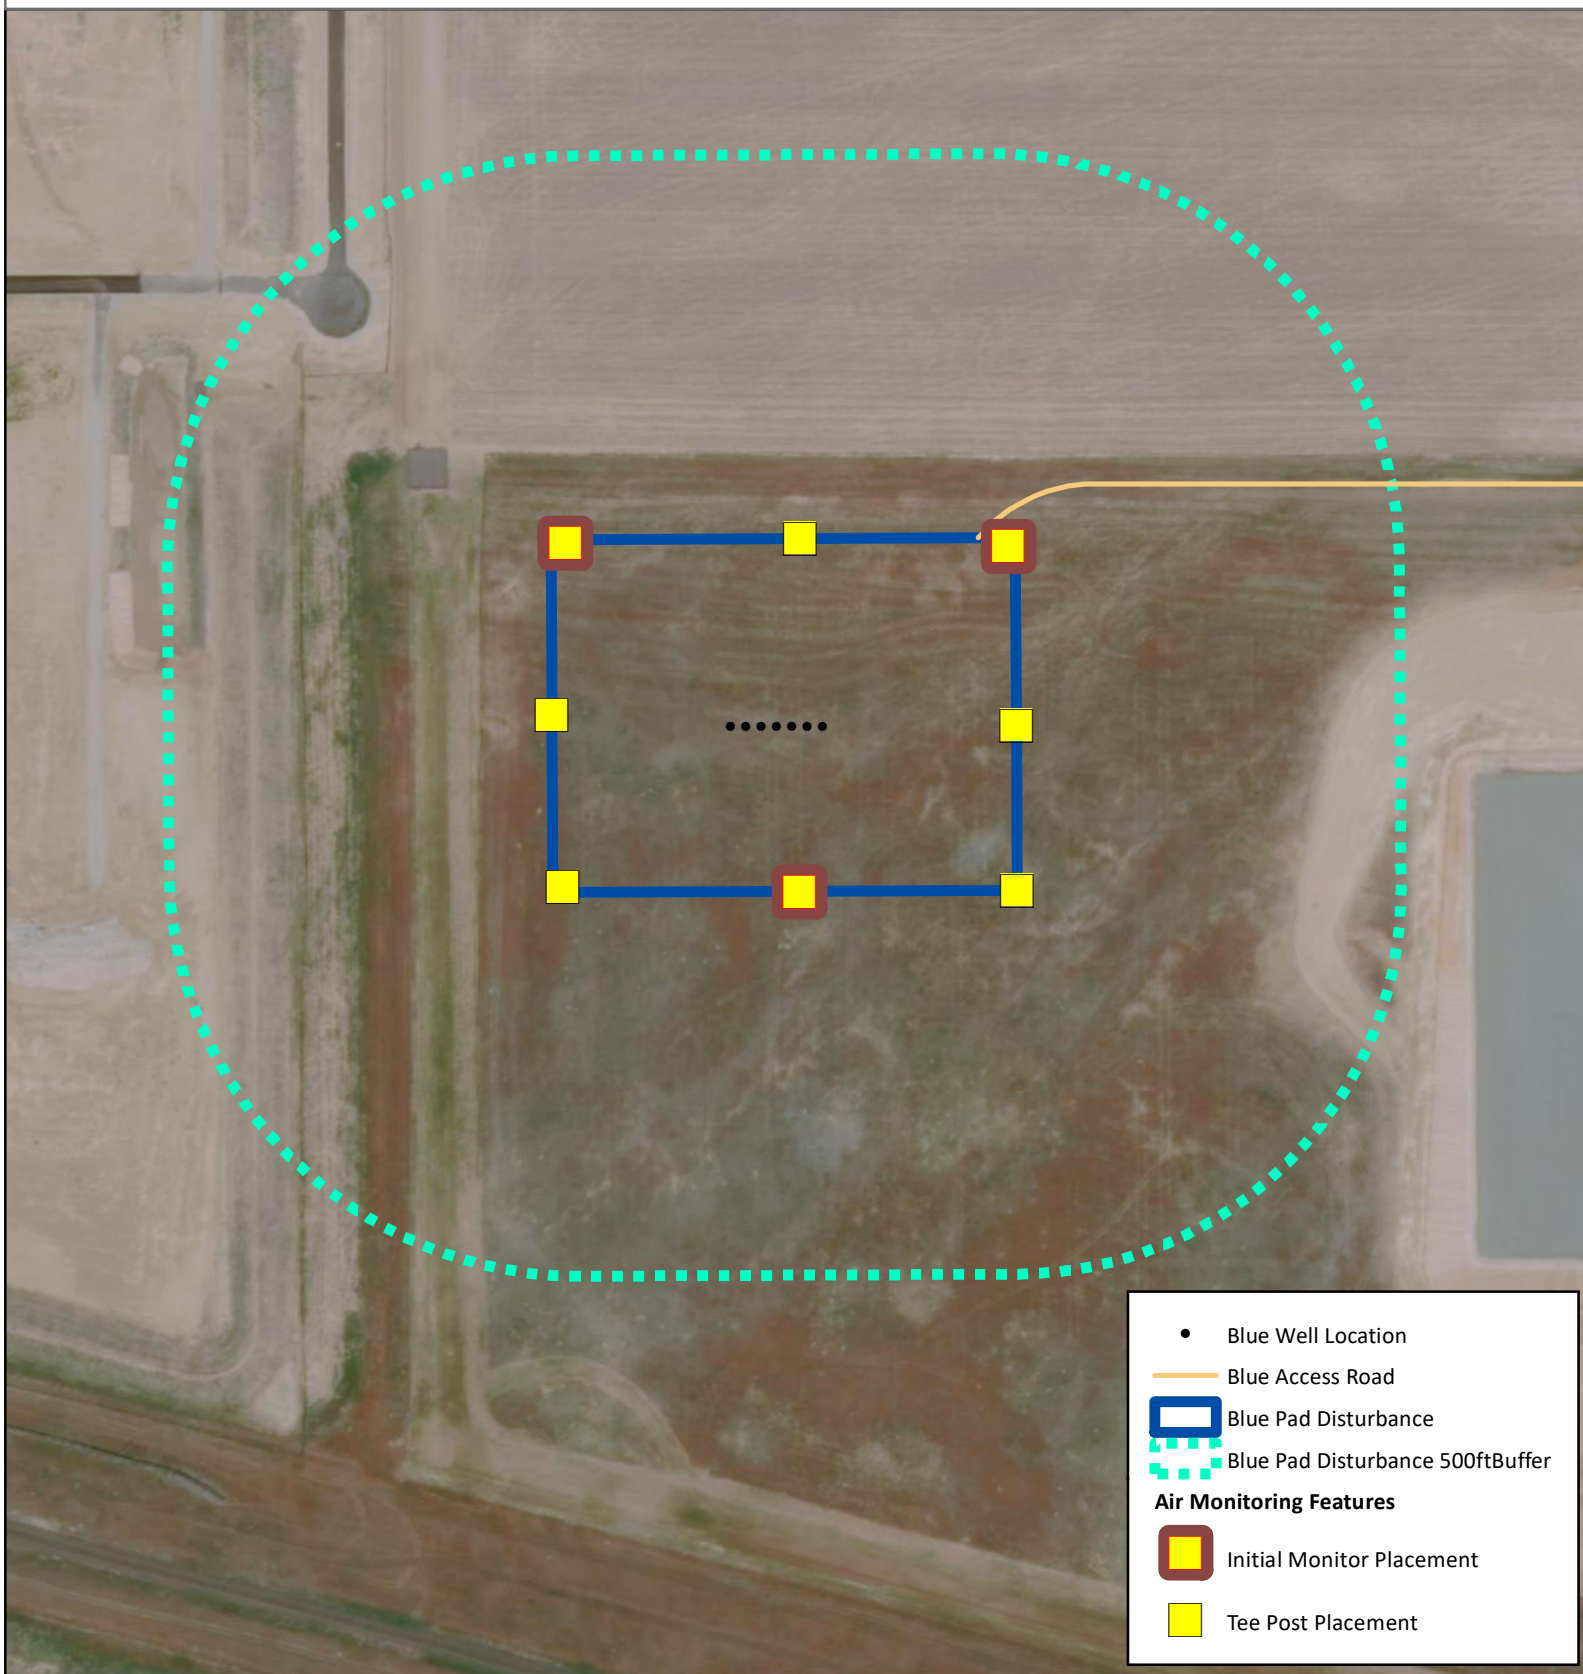 Blue Well Location
Blue Access Road
Blue Pad Disturbance
Blue Pad Disturbance 500ftBuffer
Air Monitoring Features
Initial Monitor Placement
Tee Post Placement